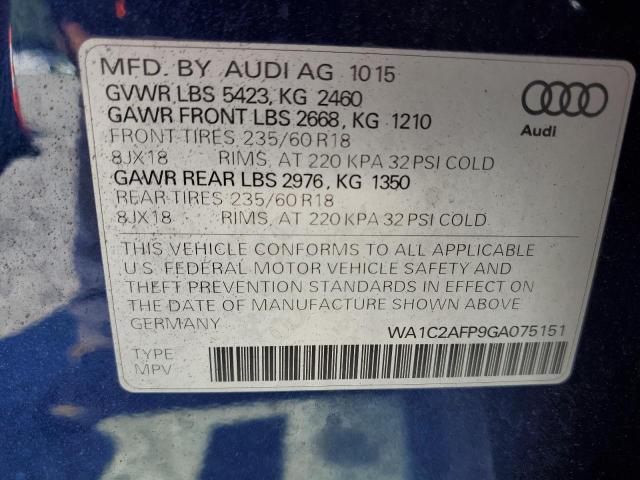 MFD. BY AUDI AG 1015
GVWR LBS 5423, KG 2460
GAWR FRONT LBS 2668, KG 1210
FRONT TIRES 235/60 R18
8JX18 RIMS, AT 220 KPA 32 PSI COLD
GAWR REAR LBS 2976, KG 1350
REAR TIRES 235/60 R18
8JX18 RIMS, AT 220 KPA 32 PSI COLD
Audi
THIS VEHICLE CONFORMS TO ALL APPLICABLE
U.S. FEDERAL MOTOR VEHICLE SAFETY AND
THEFT PREVENTION STANDARDS IN EFFECT ON
THE DATE OF MANUFACTURE SHOWN ABOVE
GERMANY
WA1C2AFP9GA075151
TYPE
MPV